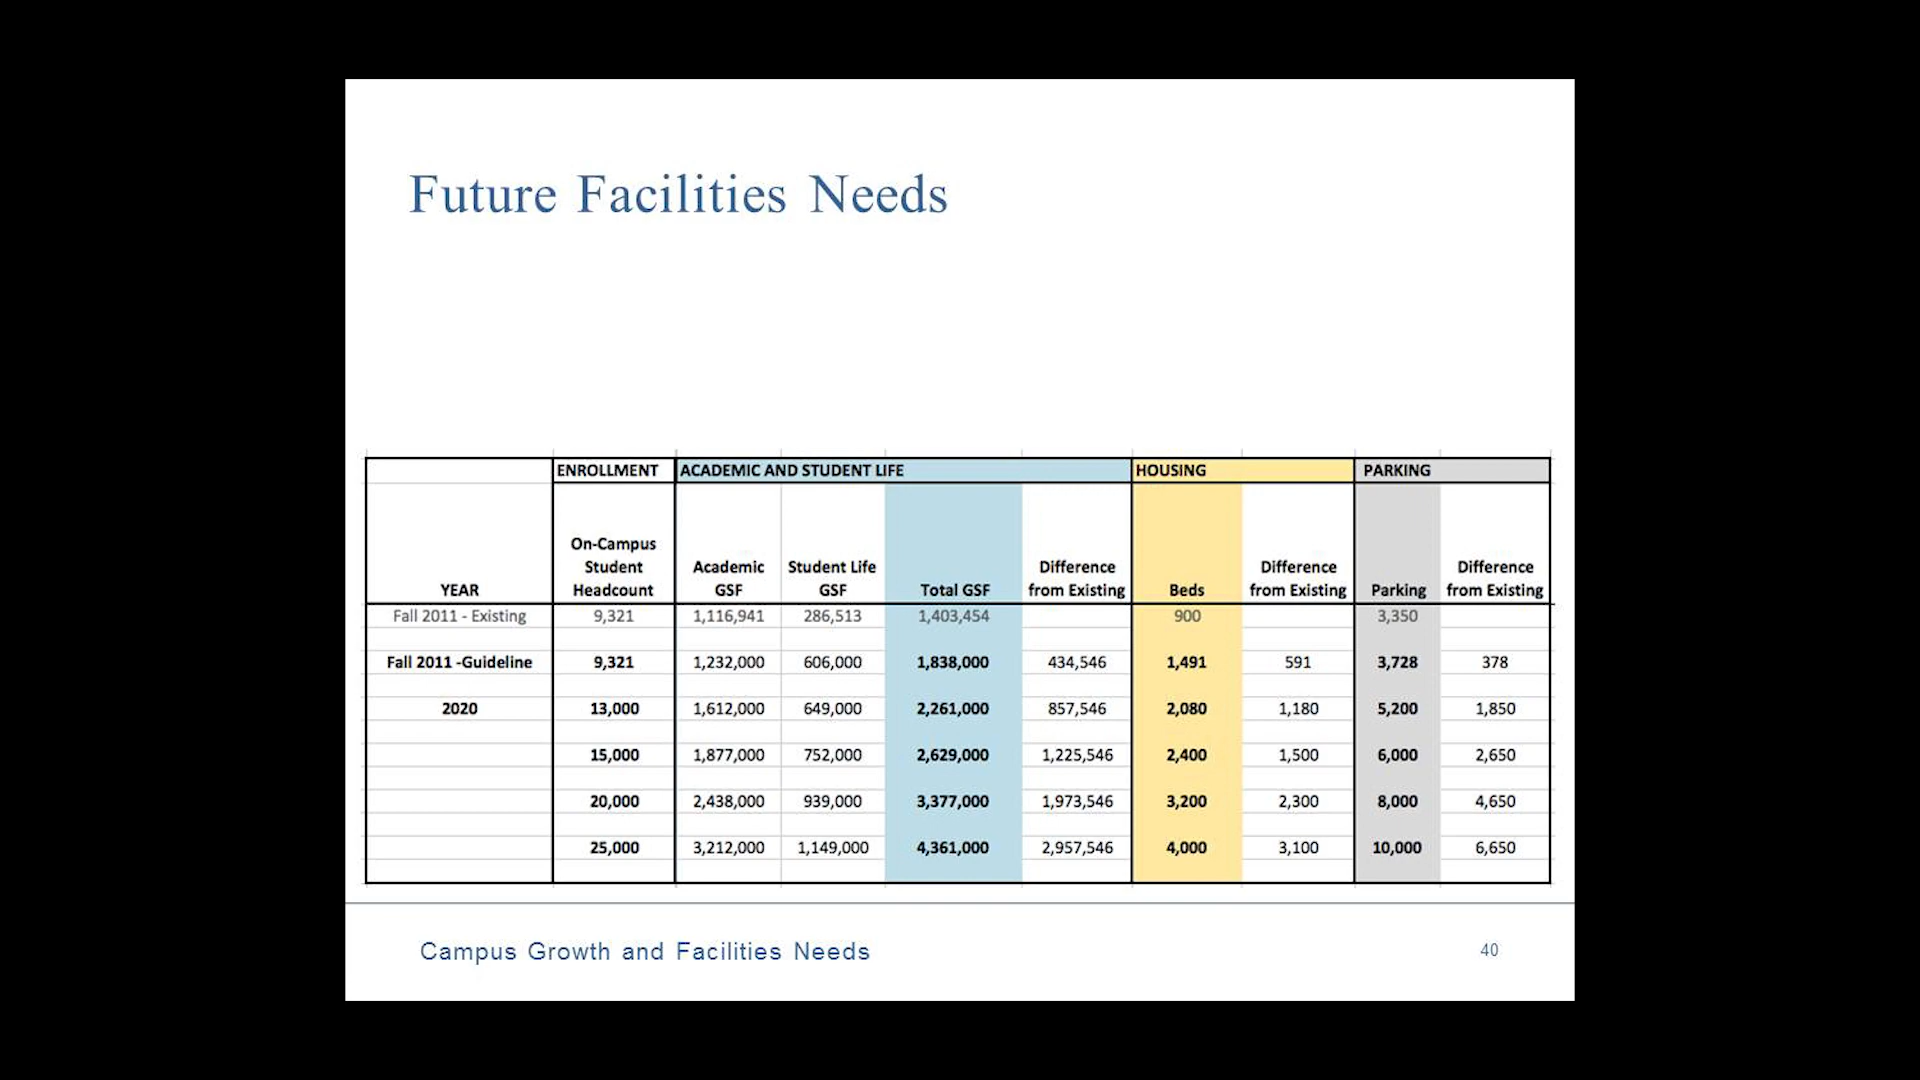 Future Facilities Needs
ENROLLMENT ACADEMIC AND STUDENT LIFE HOUSING PARKING
YEAR On-Campus Student Headcount Academic GSF Student Life GSF Total GSF Difference from Existing Beds Difference from Existing Parking Difference from Existing
Fall 2011 - Existing 9,321 1,116,941 286,513 1,403,454 900 3,350
Fall 2011 -Guideline 9,321 1,232,000 606,000 1,838,000 434,546 1,491 591 3,728 378
2020 13,000 1,612,000 649,000 2,261,000 857,546 2,080 1,180 5,200 1,850
15,000 1,877,000 752,000 2,629,000 1,225,546 2,400 1,500 6,000 2,650
20,000 2,438,000 939,000 3,377,000 1,973,546 3,200 2,300 8,000 4,650
25,000 3,212,000 1,149,000 4,361,000 2,957,546 4,000 3,100 10,000 6,650
Campus Growth and Facilities Needs 40